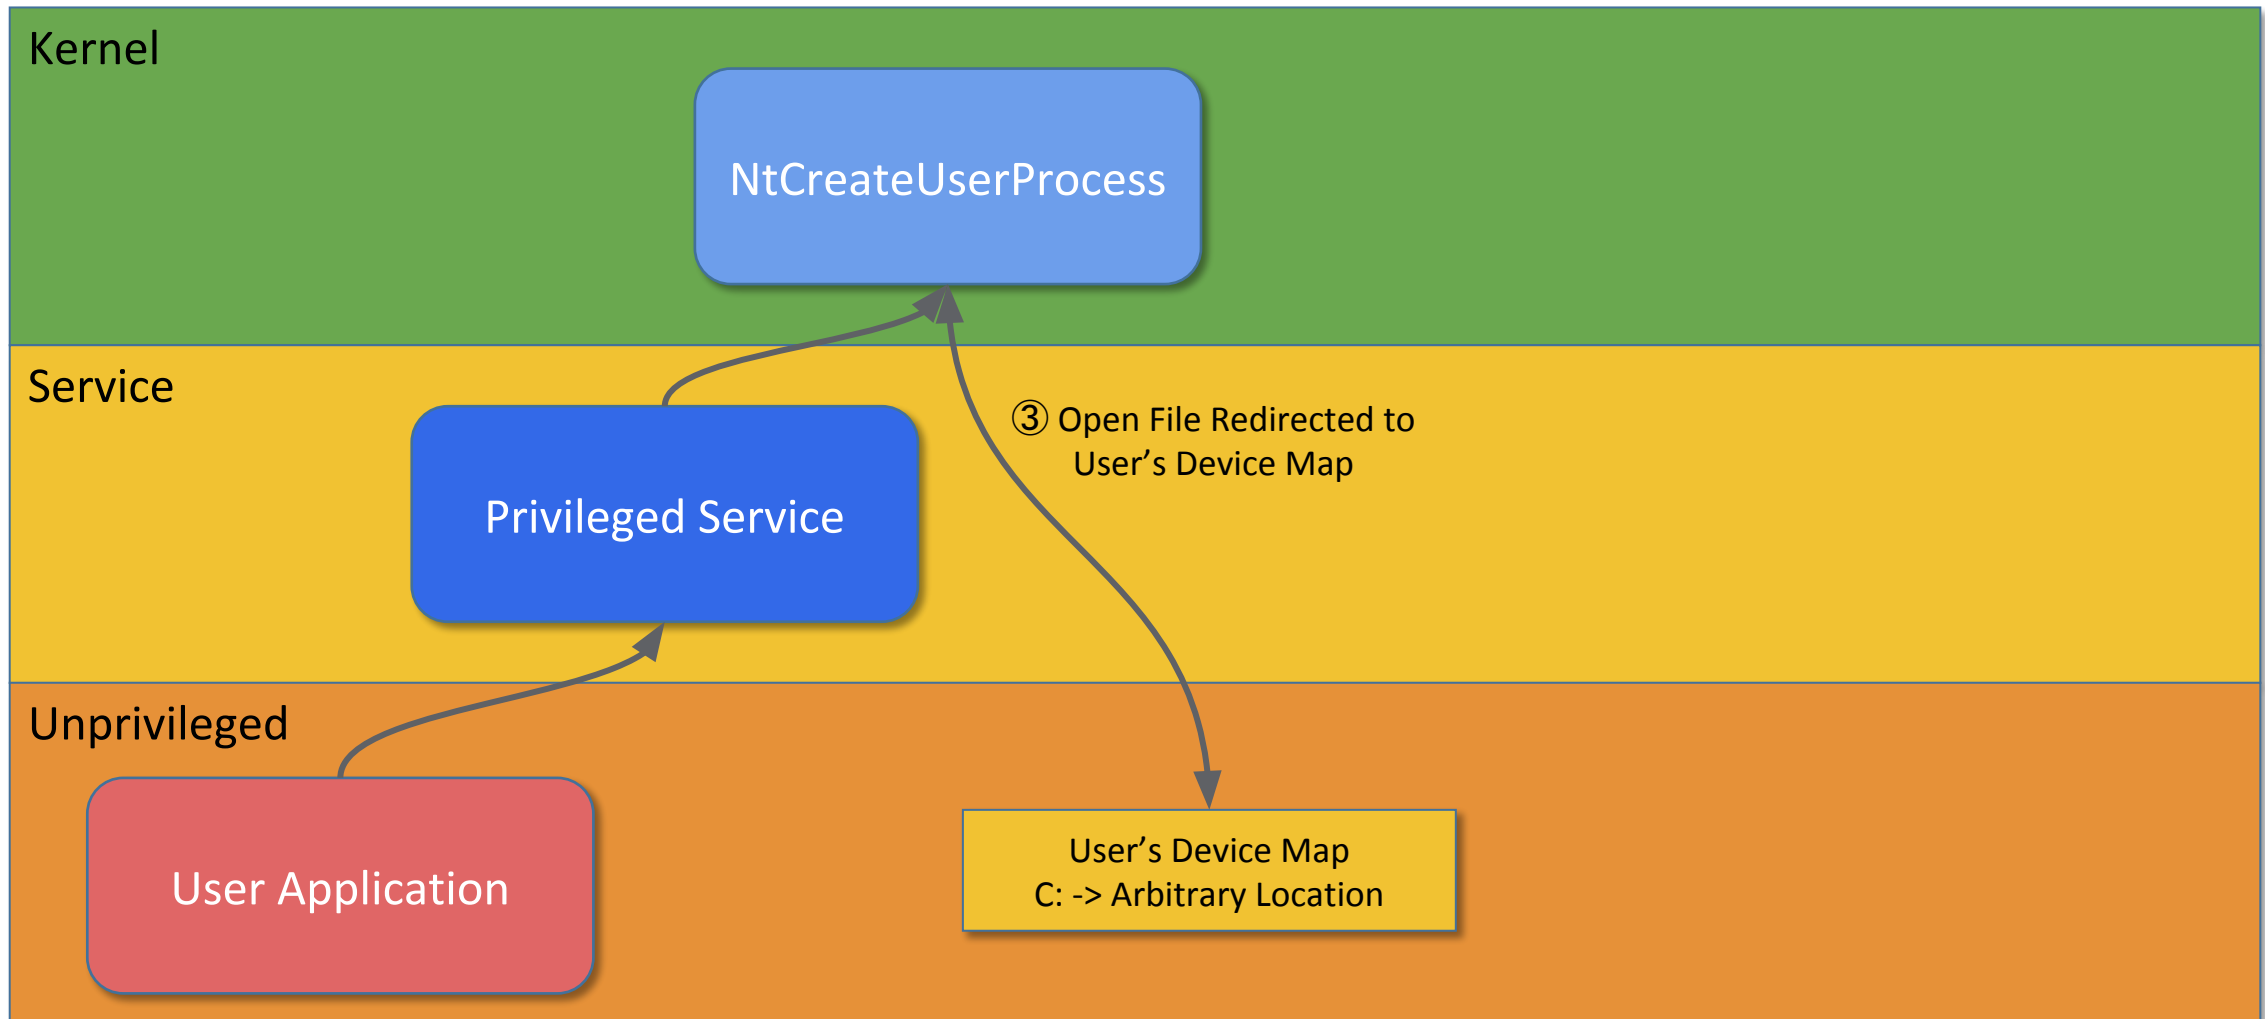 Kernel
NtCreateUserProcess
Service
③ Open File Redirected to
User’s Device Map
Privileged Service
Unprivileged
User Application
User’s Device Map
C: -> Arbitrary Location